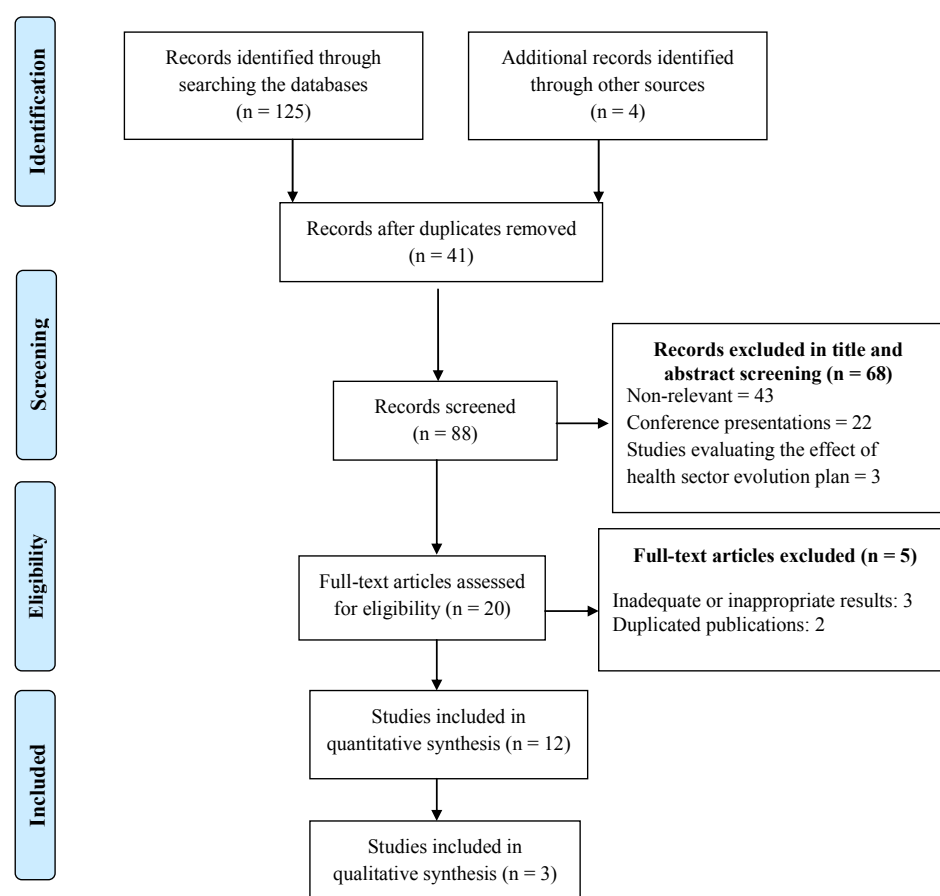 Identification
Records identified through
searching the databases
(n = 125)
Additional records identified
through other sources
(n = 4)
Records after duplicates removed
(n = 41)
Screening
Records screened
(n = 88)
Records excluded in title and
abstract screening (n = 68)
Non-relevant = 43
Conference presentations = 22
Studies evaluating the effect of
health sector evolution plan = 3
Eligibility
Full-text articles assessed
for eligibility (n = 20)
Full-text articles excluded (n = 5)
Inadequate or inappropriate results: 3
Duplicated publications: 2
Included
Studies included in
quantitative synthesis (n = 12)
Studies included in
qualitative synthesis (n = 3)